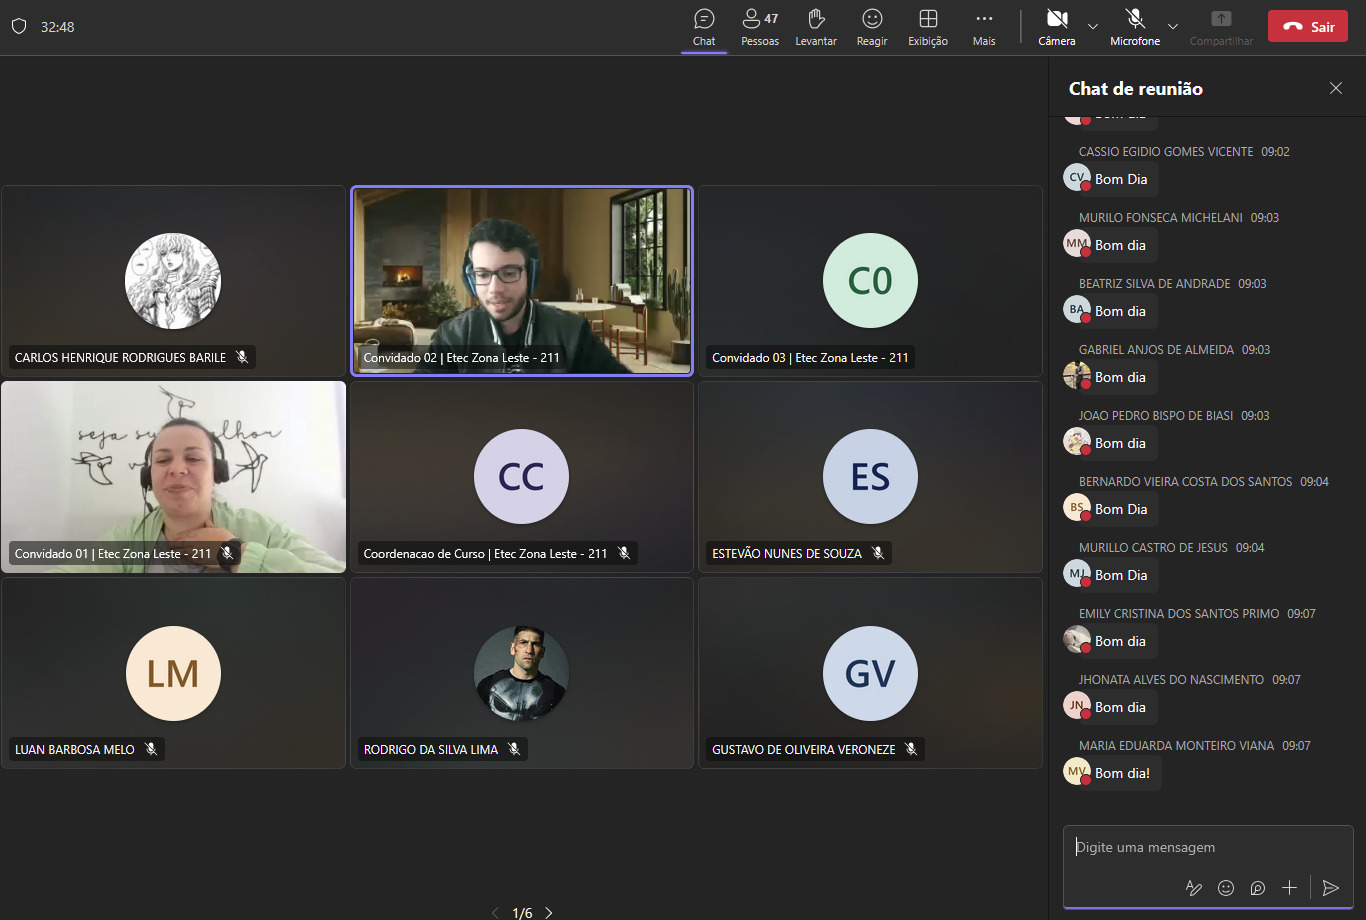 32:48
Chat
47
Pessoas
Levantar
Reagir
Exibição
Mais
Câmera
Microfone
Compartilhar
Sair
CARLOS HENRIQUE RODRIGUES BARILE
Convidado 02 | Etec Zona Leste - 211
C0
Convidado 03 | Etec Zona Leste - 211
seja
Convidado 01 | Etec Zona Leste - 211
CC
Coordenacao de Curso | Etec Zona Leste - 211
ES
ESTEVÃO NUNES DE SOUZA
LM
LUAN BARBOSA MELO
RODRIGO DA SILVA LIMA
GV
GUSTAVO DE OLIVEIRA VERONEZE
1/6
Chat de reunião
CASSIO EGIDIO GOMES VICENTE 09:02
CV
Bom Dia
MURILO FONSECA MICHELANI 09:03
MM
Bom dia
BEATRIZ SILVA DE ANDRADE 09:03
BA
Bom dia
GABRIEL ANJOS DE ALMEIDA 09:03
Bom dia
JOAO PEDRO BISPO DE BIASI 09:03
Bom dia
BERNARDO VIEIRA COSTA DOS SANTOS 09:04
BS
Bom Dia
MURILLO CASTRO DE JESUS 09:04
MJ
Bom Dia
EMILY CRISTINA DOS SANTOS PRIMO 09:07
Bom dia
JHONATA ALVES DO NASCIMENTO 09:07
JN
Bom dia
MARIA EDUARDA MONTEIRO VIANA 09:07
MV
Bom dia!
Digite uma mensagem